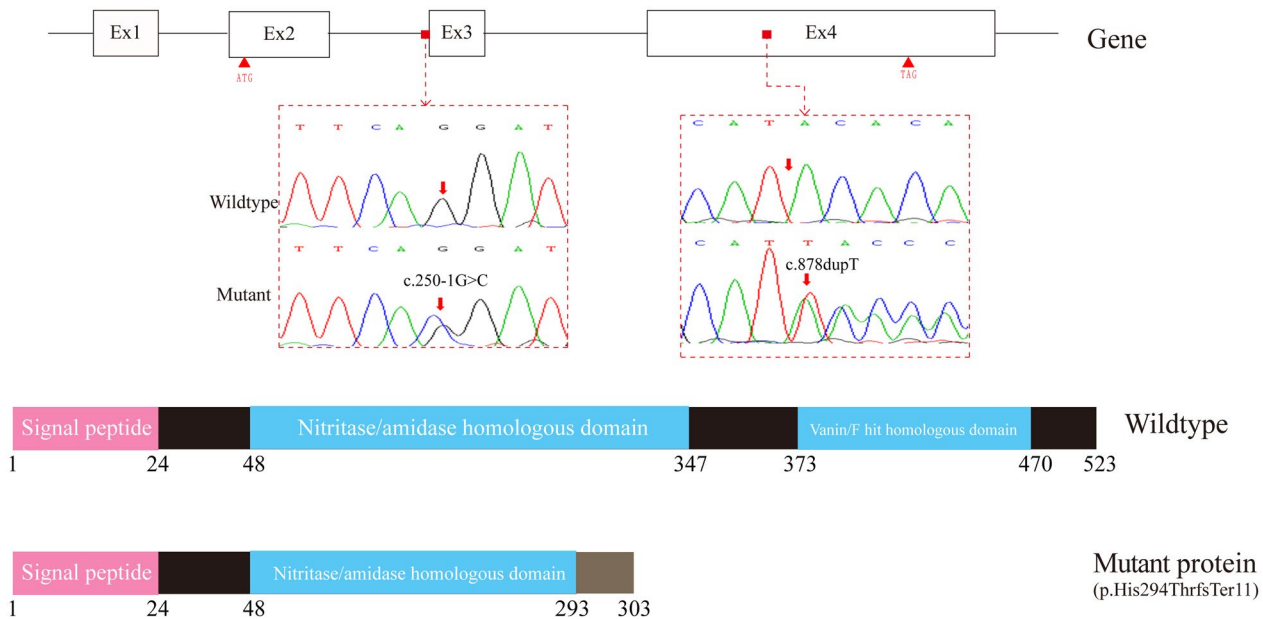 Ex1 Ex2 Ex3 Ex4 Gene
ATG TAG
T T C A G G A T
C A T A C A C A
Wildtype
T T C A G G A T
C A T T A C C C
c.250-1G>C
c.878dupT
Mutant
Signal peptide Nitritase/amidase homologous domain Vanin/F hit homologous domain Wildtype
1 24 48 347 373 470 523
Signal peptide Nitritase/amidase homologous domain Mutant protein
(p.His294ThrfsTer11)
1 24 48 293 303